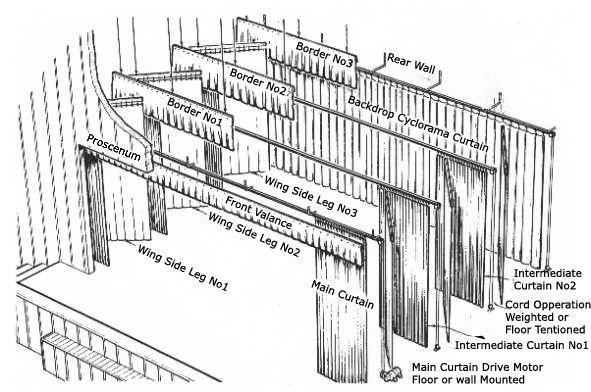 Border No3
Rear Wall
Border No2
Backdrop Cyclorama Curtain
Border No1
Proscenum
Wing Side Leg No3
Front Valance
Wing Side Leg No2
Wing Side Leg No1
Main Curtain
Intermediate
Curtain No2
Cord Opperation
Weighted or
Floor Tentioned
Intermediate Curtain No1
Main Curtain Drive Motor
Floor or wall Mounted